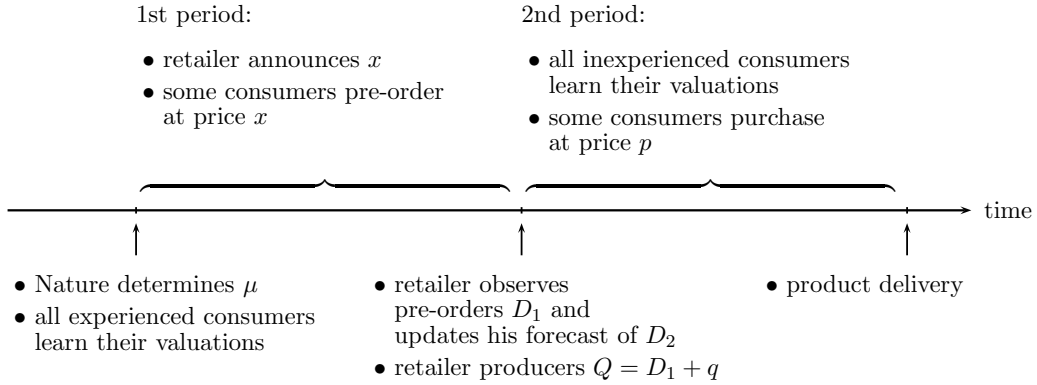 1st period:
• retailer announces x
• some consumers pre-order
at price x
2nd period:
• all inexperienced consumers
learn their valuations
• some consumers purchase
at price p
time
• Nature determines μ
• all experienced consumers
learn their valuations
• retailer observes
pre-orders D₁ and
updates his forecast of D₂
• retailer producers Q = D₁ + q
• product delivery